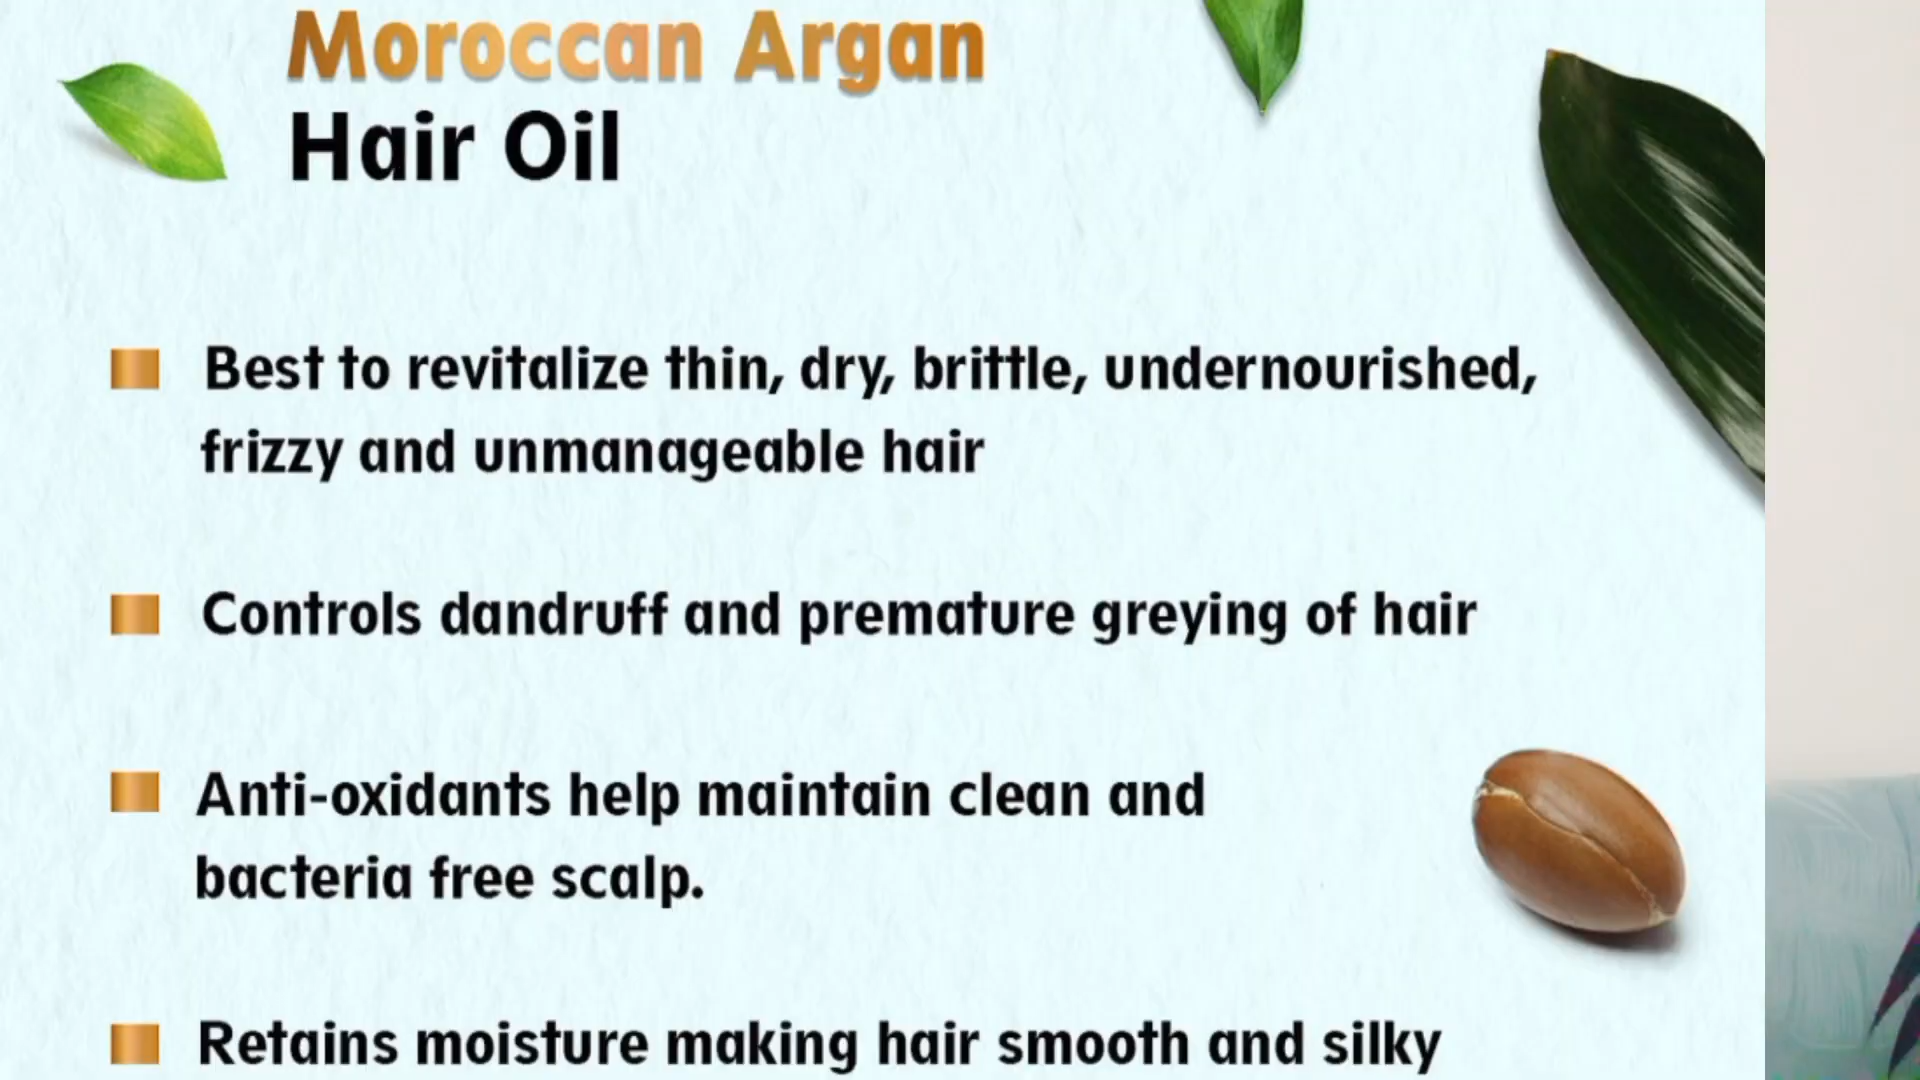 Moroccan Argan
Hair Oil
Best to revitalize thin, dry, brittle, undernourished,
frizzy and unmanageable hair
Controls dandruff and premature greying of hair
Anti-oxidants help maintain clean and
bacteria free scalp.
Retains moisture making hair smooth and silky